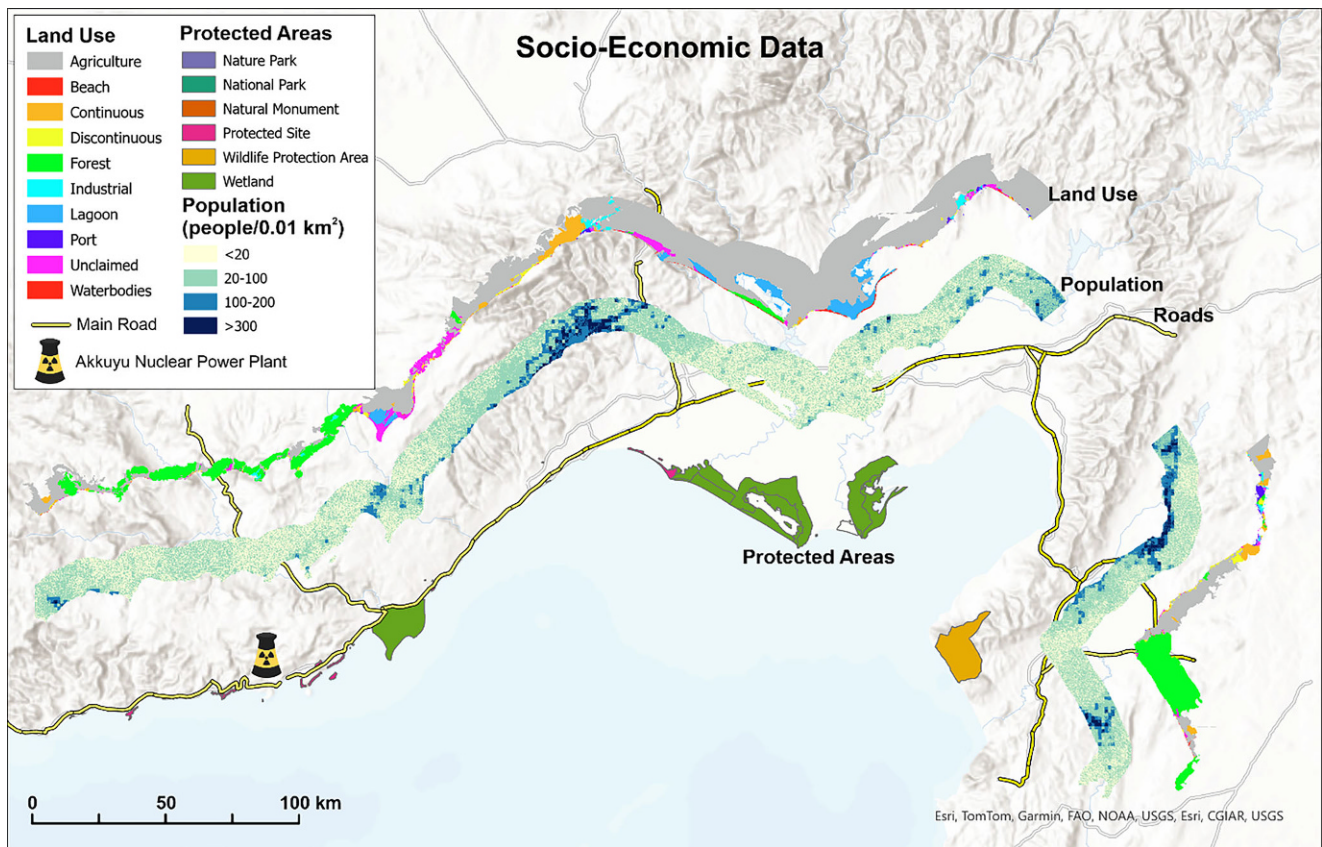 Socio-Economic Data
Land Use
Agriculture
Beach
Continuous
Discontinuous
Forest
Industrial
Lagoon
Port
Unclaimed
Waterbodies
Main Road
Akkuyu Nuclear Power Plant
Protected Areas
Nature Park
National Park
Natural Monument
Protected Site
Wildlife Protection Area
Wetland
Population
(people/0.01 km²)
<20
20-100
100-200
>300
Land Use
Population
Roads
Protected Areas
0 50 100 km
Esri, TomTom, Garmin, FAO, NOAA, USGS, Esri, CGIAR, USGS